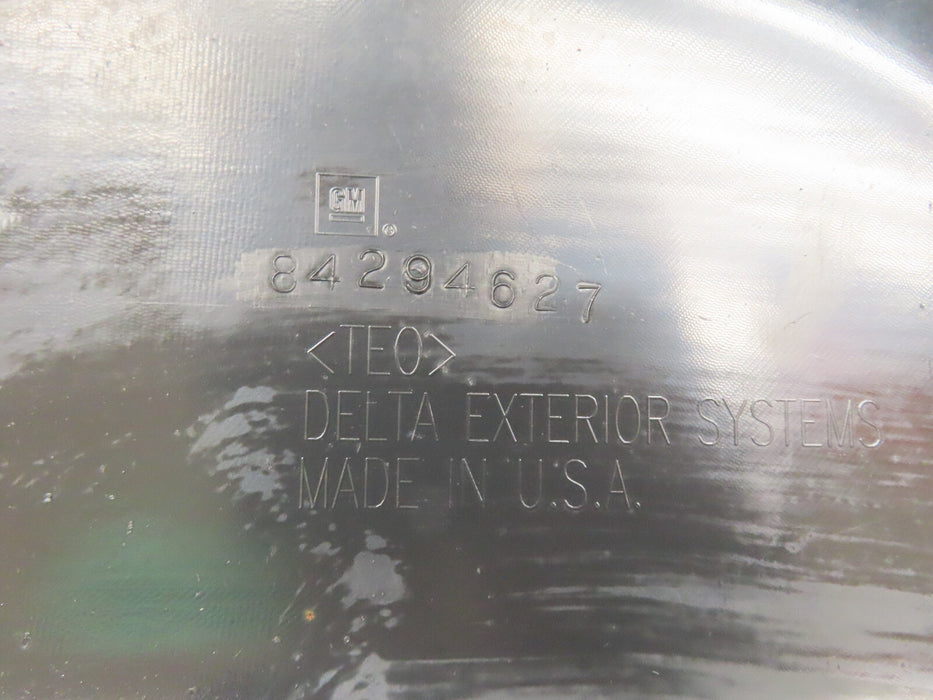 GM
®
84294627
<TEO>
DELTA EXTERIOR SYSTEMS
MADE IN U.S.A.